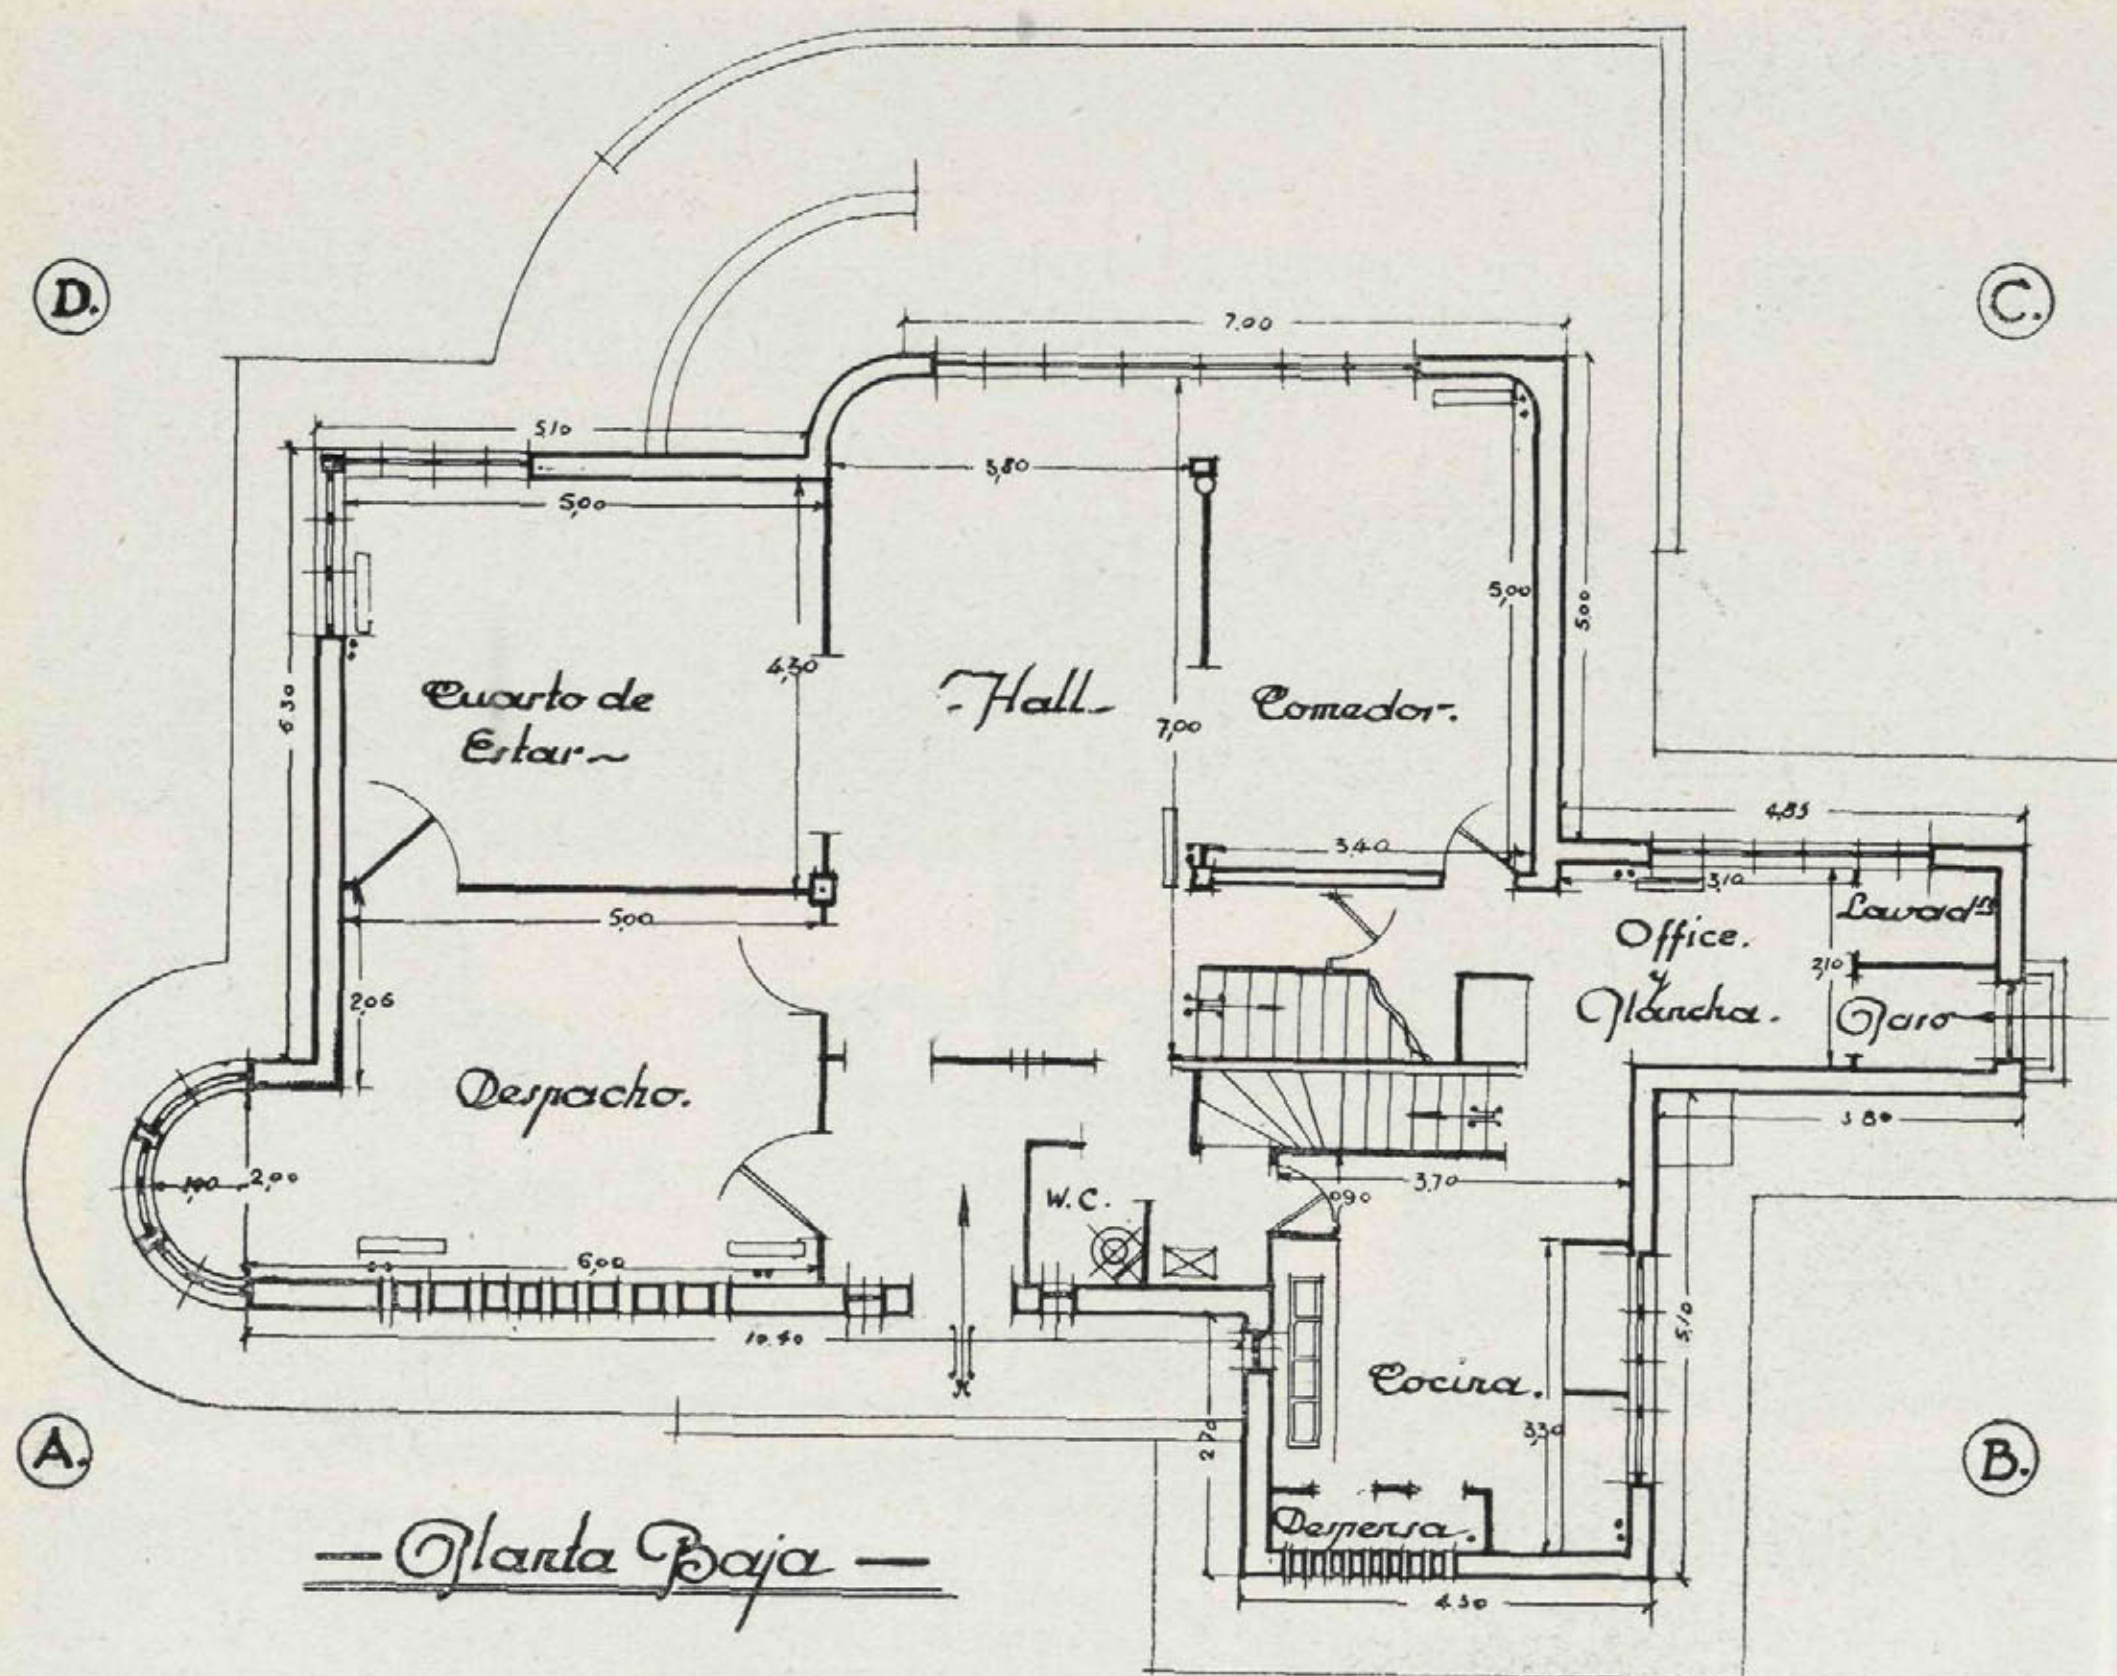 D.
C.
7,00
5,10
3,80
5,00
5,00
5,00
4,30
6 30
Cuarto de
Estar
Hall
Comedor.
7,00
4,85
3,40
3,10
Lavad
Office.
y
Plancha.
2,10
Paso
5,00
2,06
Despacho.
3 80
3,70
0,90
W.C.
1,00
2,00
6,00
10.40
5,10
Cocina.
3,30
2 70
Despensa.
A.
B.
Planta Baja
4.30